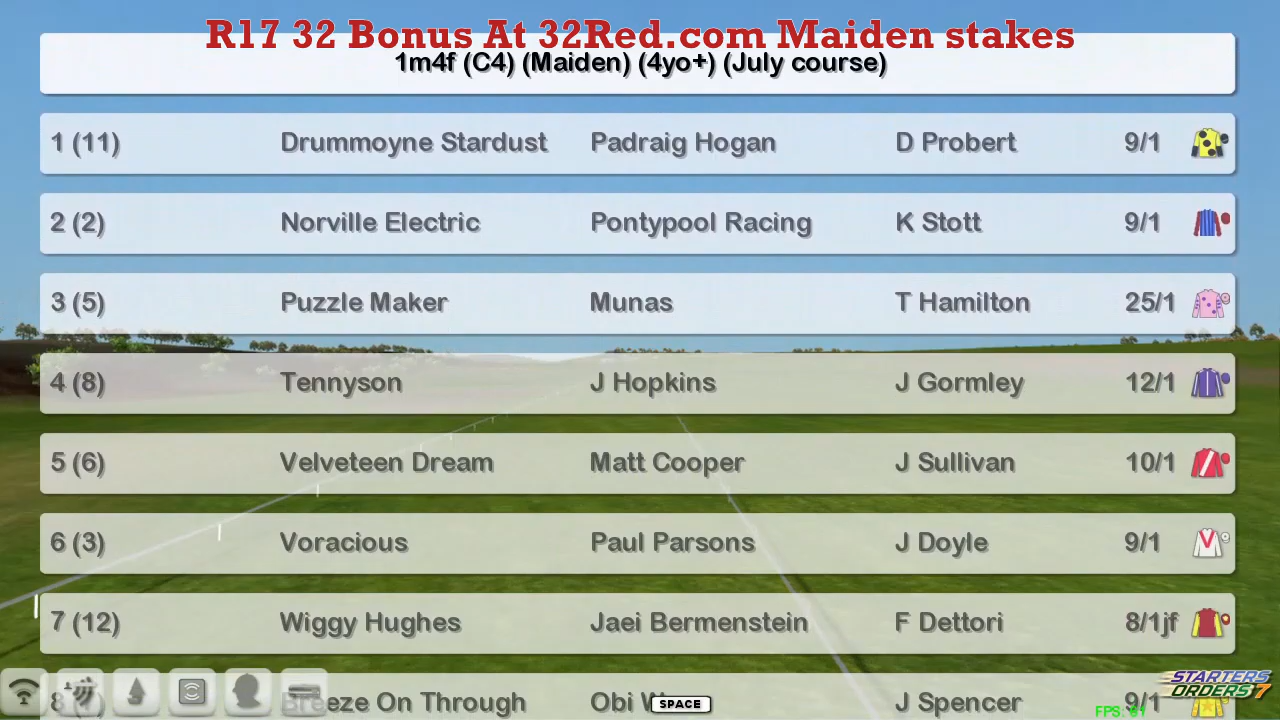 R17 32 Bonus At 32Red.com Maiden stakes
1m4f (C4) (Maiden) (4yo+) (July course)
1 (11) Drummoyne Stardust Padraig Hogan D Probert 9/1
2 (2) Norville Electric Pontypool Racing K Stott 9/1
3 (5) Puzzle Maker Munas T Hamilton 25/1
4 (8) Tennyson J Hopkins J Gormley 12/1
5 (6) Velveteen Dream Matt Cooper J Sullivan 10/1
6 (3) Voracious Paul Parsons J Doyle 9/1
7 (12) Wiggy Hughes Jaei Bermenstein F Dettori 8/1jf
8 Breeze On Through Obi J Spencer 9/1
SPACE
STARTERS ORDERS 7
FPS: 61